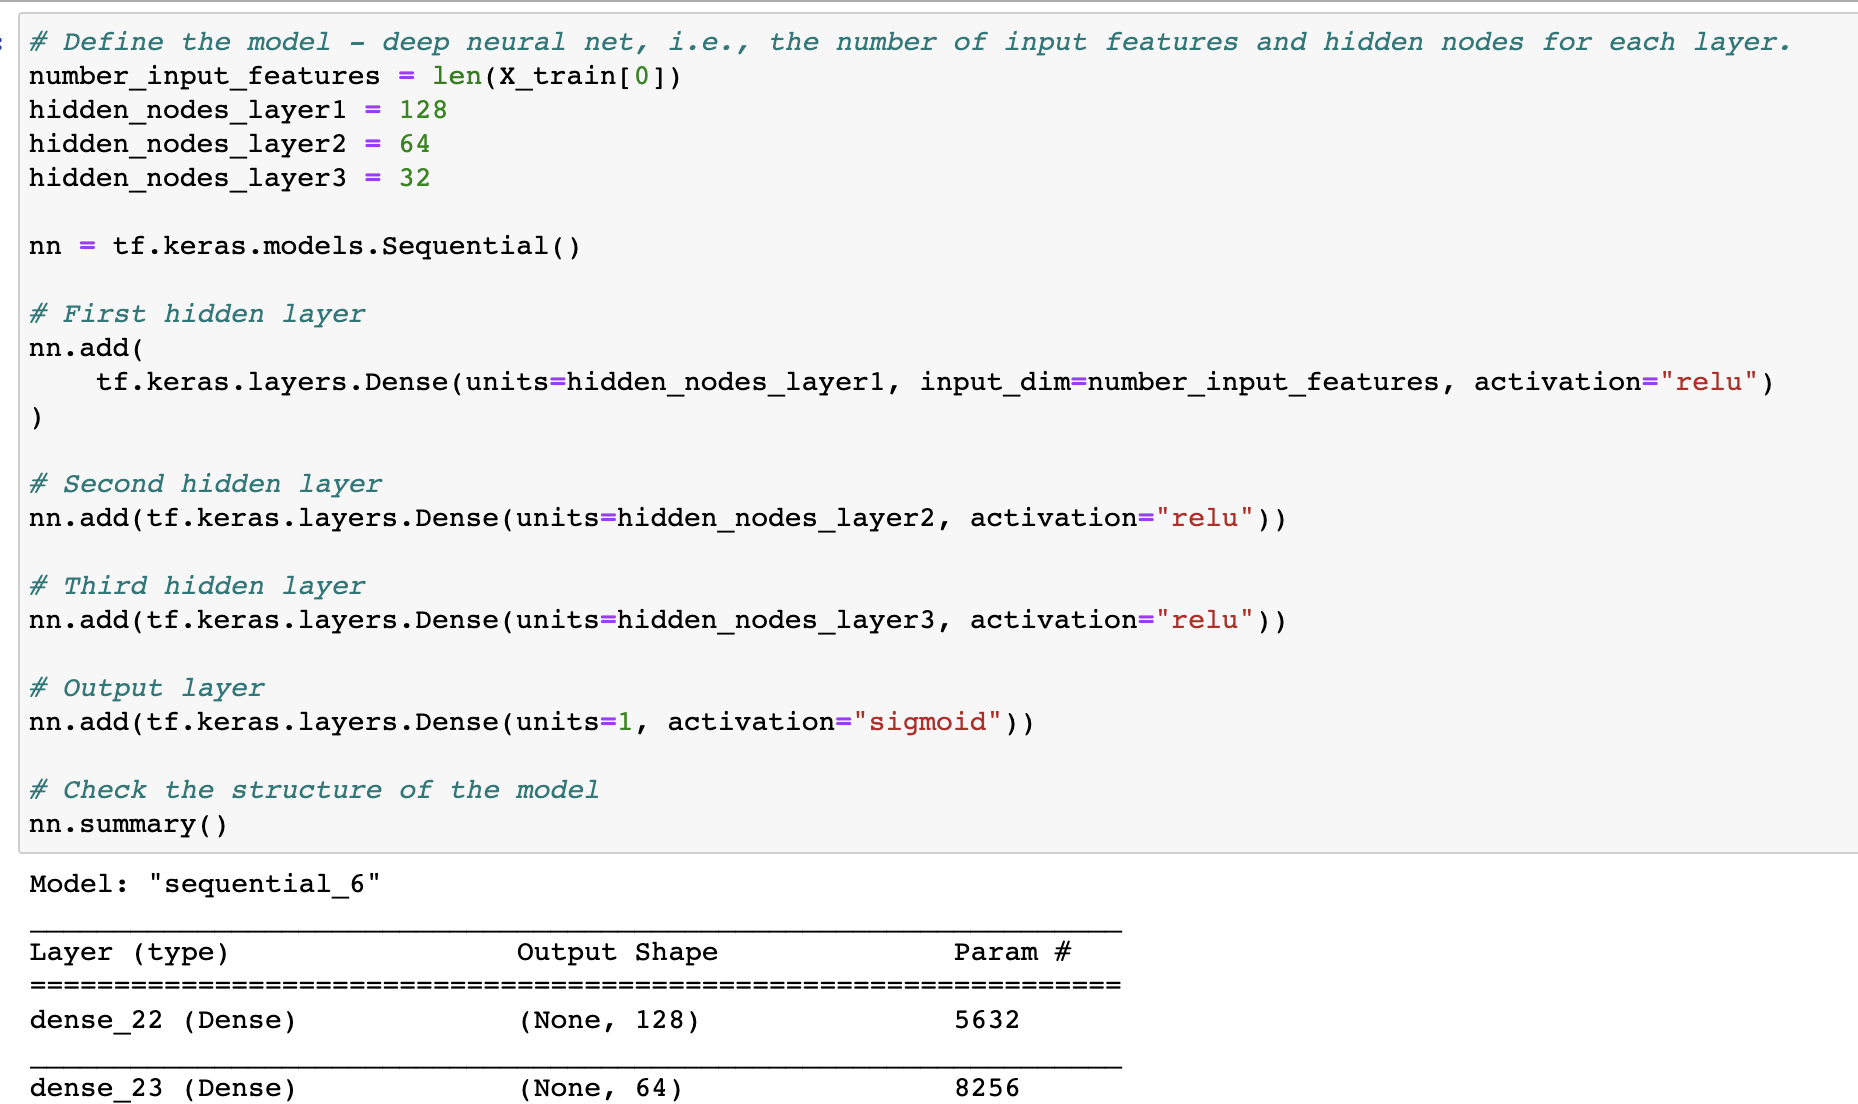 # Define the model - deep neural net, i.e., the number of input features and hidden nodes for each layer.
number_input_features = len(X_train[0])
hidden_nodes_layer1 = 128
hidden_nodes_layer2 = 64
hidden_nodes_layer3 = 32
nn = tf.keras.models.Sequential()
# First hidden layer
nn.add(
    tf.keras.layers.Dense(units=hidden_nodes_layer1, input_dim=number_input_features, activation="relu")
)
# Second hidden layer
nn.add(tf.keras.layers.Dense(units=hidden_nodes_layer2, activation="relu"))
# Third hidden layer
nn.add(tf.keras.layers.Dense(units=hidden_nodes_layer3, activation="relu"))
# Output layer
nn.add(tf.keras.layers.Dense(units=1, activation="sigmoid"))
# Check the structure of the model
nn.summary()
Model: "sequential_6"
_________________________________________________________________
Layer (type)                 Output Shape              Param #
=================================================================
dense_22 (Dense)             (None, 128)               5632
_________________________________________________________________
dense_23 (Dense)             (None, 64)                8256